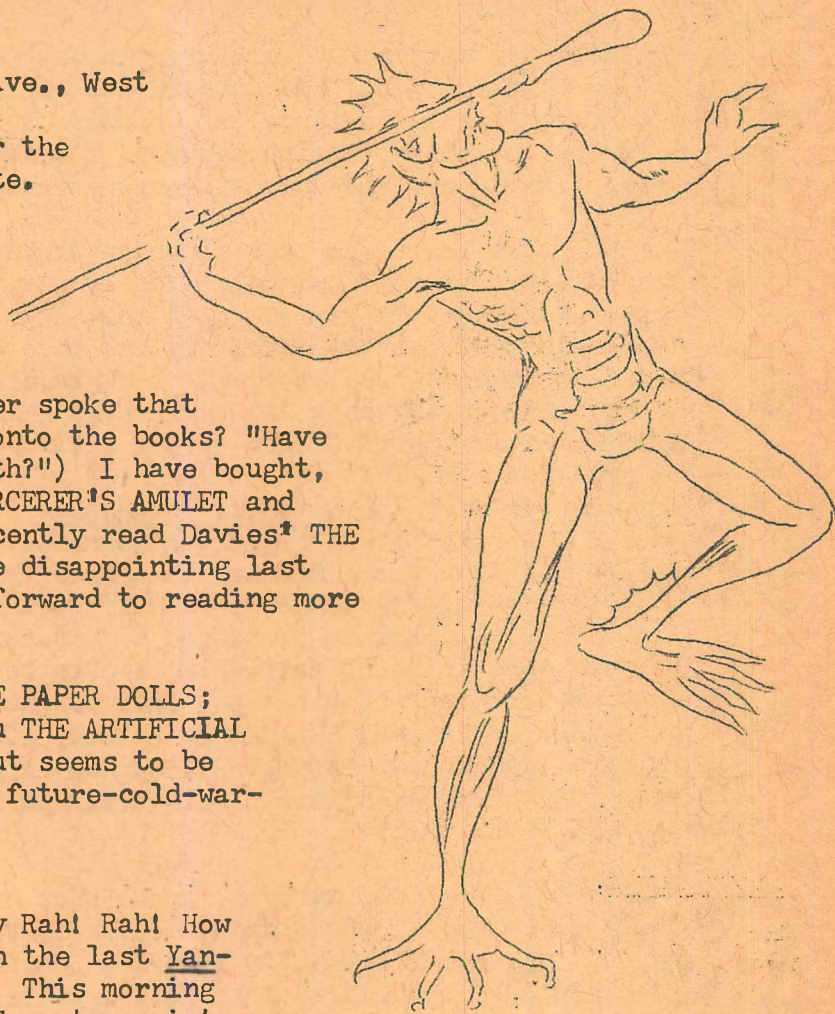 ve., West
r the
te.
er spoke that
onto the books? "Have
th?") I have bought,
RCERER'S AMULET and
cently read Davies' THE
e disappointing last
forward to reading more
E PAPER DOLLS;
THE ARTIFICIAL
ut seems to be
future-cold-war-
y Rah! Rah! How
n the last Yan-
This morning